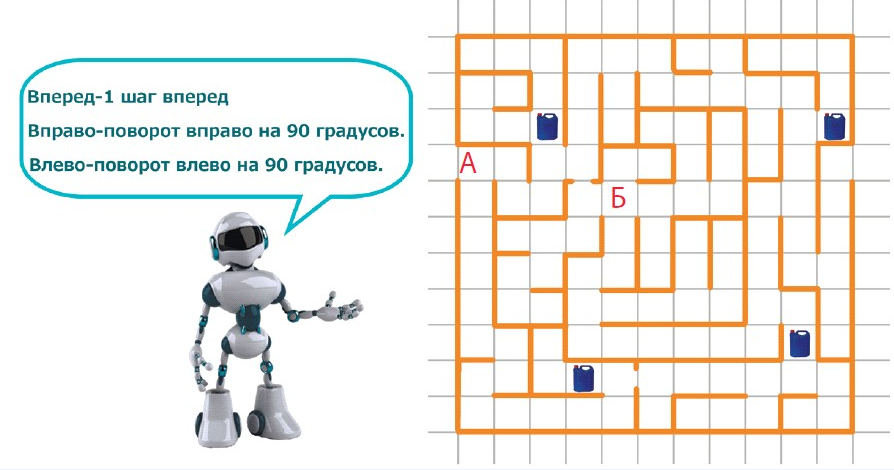 Вперед-1 шаг вперед
Вправо-поворот вправо на 90 градусов.
Влево-поворот влево на 90 градусов.
А
Б